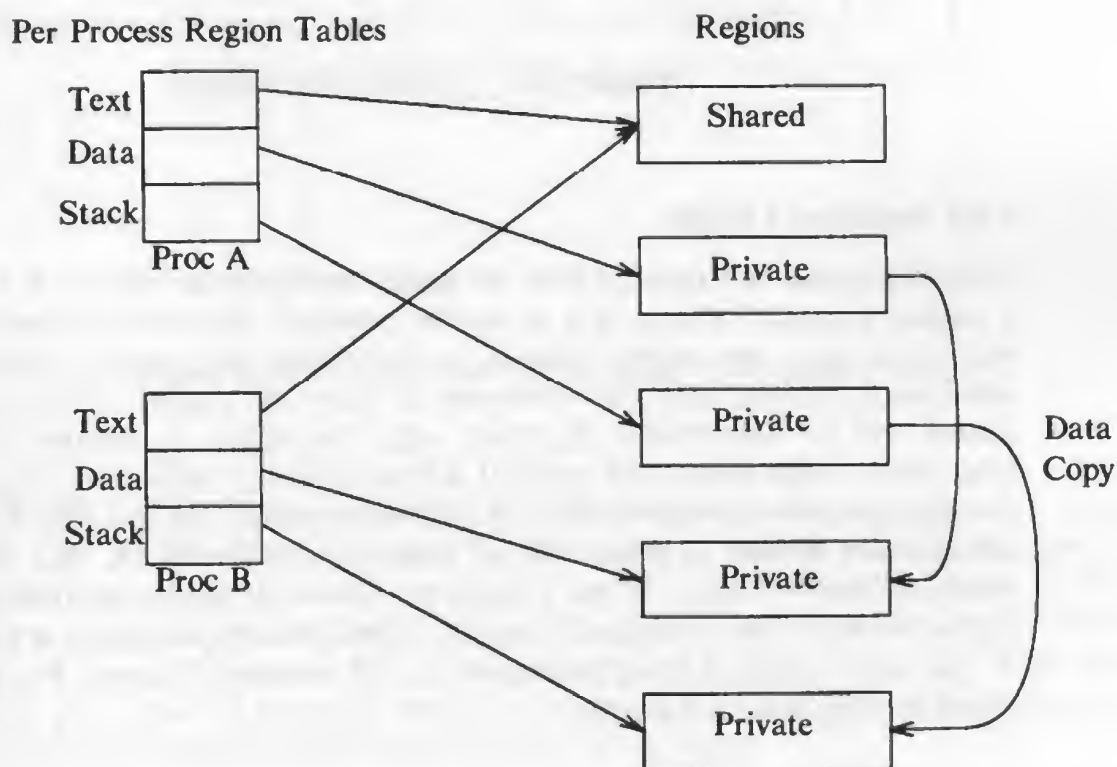 Per Process Region Tables
Regions
Text
Data
Stack
Proc A
Shared
Private
Private
Text
Data
Stack
Proc B
Private
Private
Data
Copy